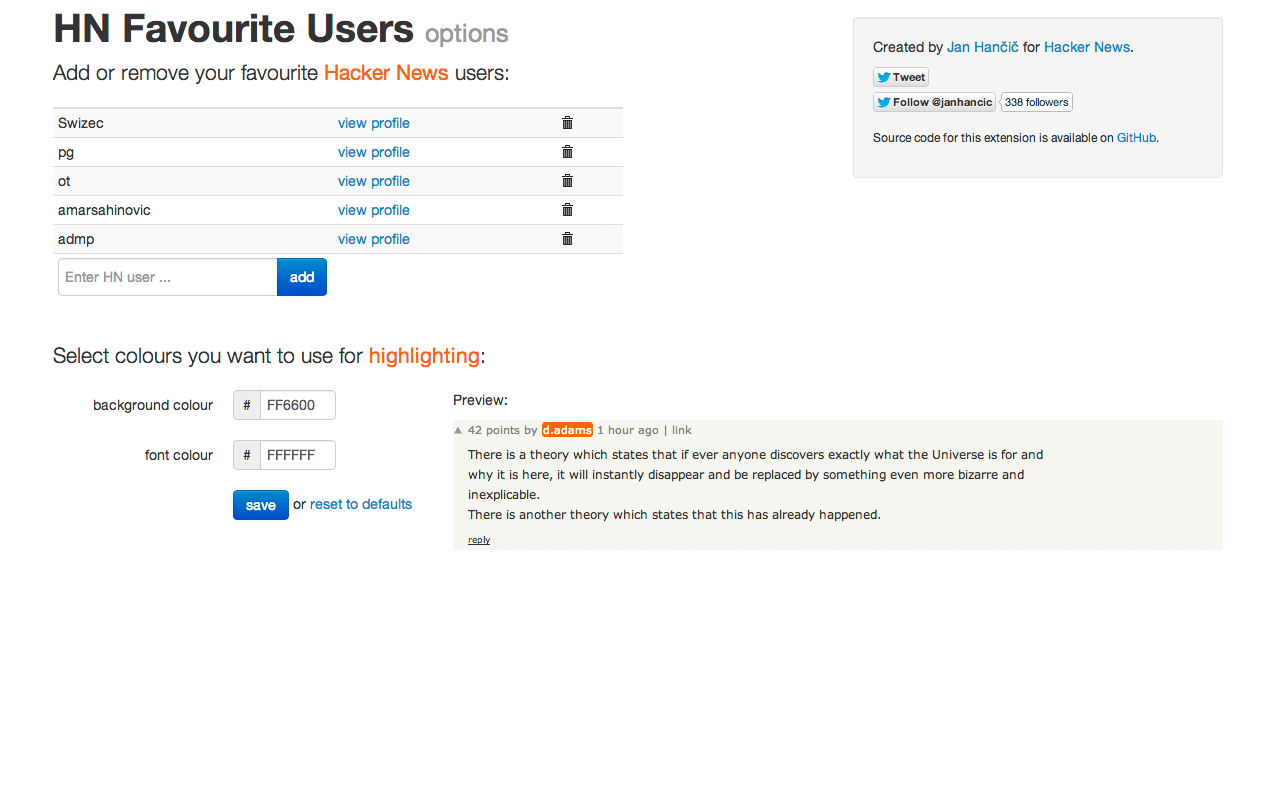 HN Favourite Users options
Add or remove your favourite Hacker News users:
Swizec view profile
pg view profile
ot view profile
amarsahinovic view profile
admp view profile
Enter HN user ... add
Created by Jan Hančič for Hacker News.
Tweet
Follow @janhancic 338 followers
Source code for this extension is available on GitHub.
Select colours you want to use for highlighting:
background colour # FF6600
font colour # FFFFFF
save or reset to defaults
Preview:
42 points by d.adams 1 hour ago | link
There is a theory which states that if ever anyone discovers exactly what the Universe is for and
why it is here, it will instantly disappear and be replaced by something even more bizarre and
inexplicable.
There is another theory which states that this has already happened.
reply